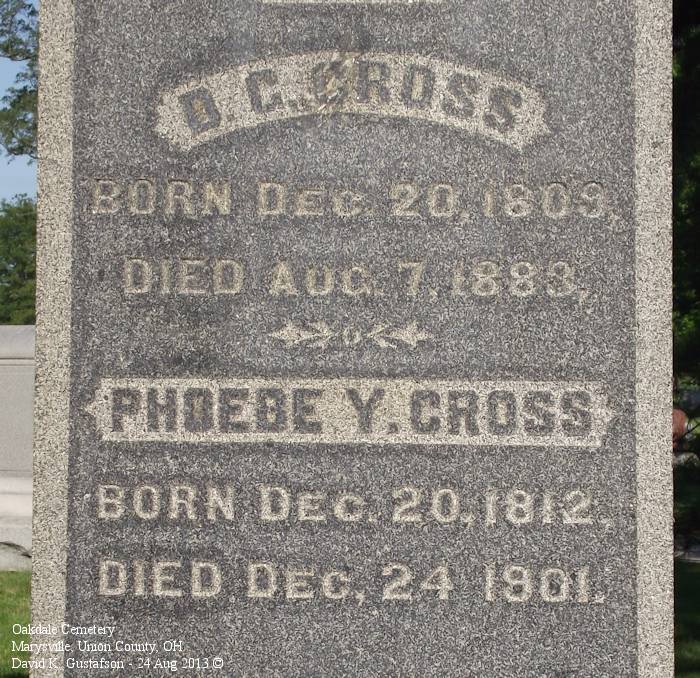 D. C. CROSS
BORN DEC. 20, 1809,
DIED AUG. 7, 1883,
PHOEBE Y. CROSS
BORN DEC. 20, 1812.
DIED DEC, 24 1901.
Oakdale Cemetery
Marysville, Union County, OH
David K. Gustafson - 24 Aug 2013 ©